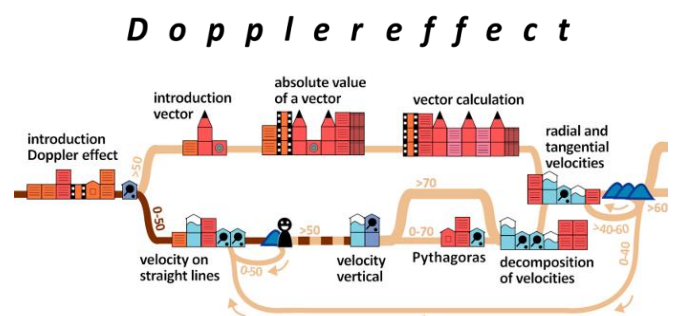 D o p p l e r e f f e c t
absolute value
of a vector
introduction
vector
vector calculation
introduction
Doppler effect
radial and
tangential
velocities
>50
>70
>60
0-50
>50
0-70
>40-60
0-40
velocity on
straight lines
0-50
velocity
vertical
Pythagoras
decomposition
of velocities